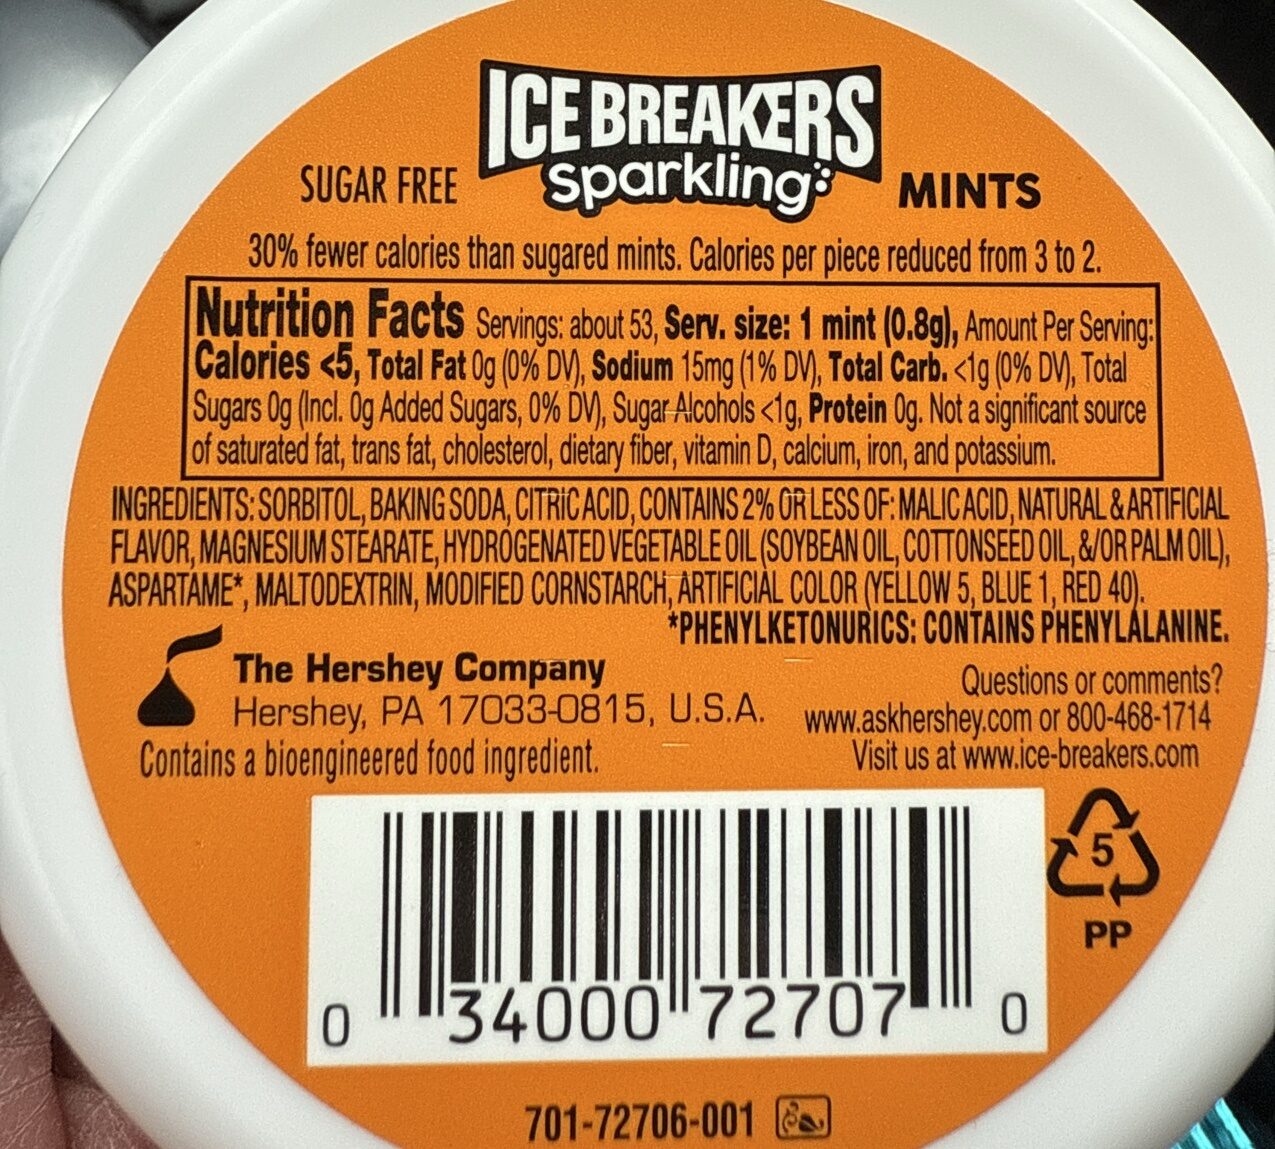 ICE BREAKERS
SUGAR FREE sparkling MINTS
30% fewer calories than sugared mints. Calories per piece reduced from 3 to 2.
Nutrition Facts Servings: about 53, Serv. size: 1 mint (0.8g), Amount Per Serving:
Calories <5, Total Fat 0g (0% DV), Sodium 15mg (1% DV), Total Carb. <1g (0% DV), Total
Sugars 0g (Incl. 0g Added Sugars, 0% DV), Sugar Alcohols <1g, Protein 0g. Not a significant source
of saturated fat, trans fat, cholesterol, dietary fiber, vitamin D, calcium, iron, and potassium.
INGREDIENTS: SORBITOL, BAKING SODA, CITRIC ACID, CONTAINS 2% OR LESS OF: MALIC ACID, NATURAL & ARTIFICIAL
FLAVOR, MAGNESIUM STEARATE, HYDROGENATED VEGETABLE OIL (SOYBEAN OIL, COTTONSEED OIL, &/OR PALM OIL),
ASPARTAME*, MALTODEXTRIN, MODIFIED CORNSTARCH, ARTIFICIAL COLOR (YELLOW 5, BLUE 1, RED 40).
*PHENYLKETONURICS: CONTAINS PHENYLALANINE.
The Hershey Company
Hershey, PA 17033-0815, U.S.A.
Contains a bioengineered food ingredient.
Questions or comments?
www.askhershey.com or 800-468-1714
Visit us at www.ice-breakers.com
5
PP
0 34000 72707 0
701-72706-001